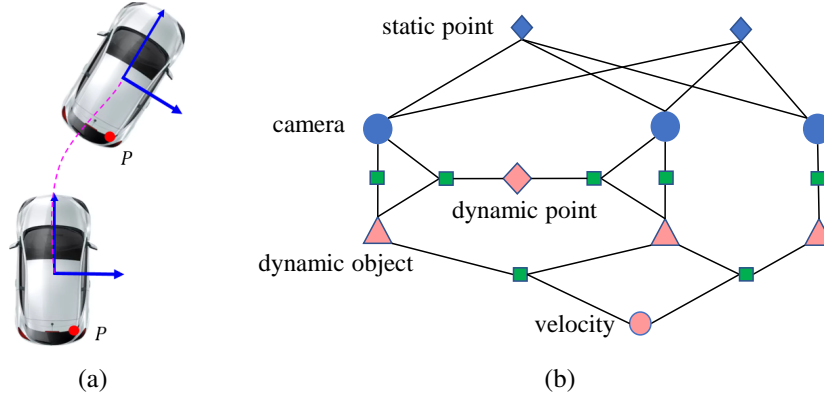 static point
camera
P
dynamic point
dynamic object
P
velocity
(a)
(b)